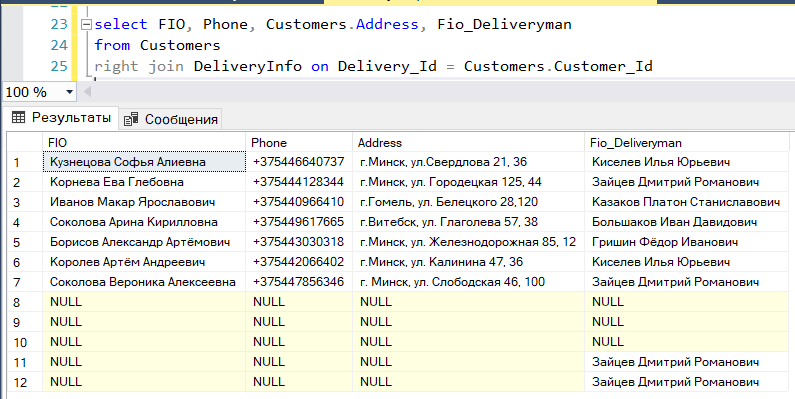 22
23 select FIO, Phone, Customers.Address, Fio_Deliveryman
24 from Customers
25 right join DeliveryInfo on Delivery_Id = Customers.Customer_Id
100 %
Результаты Сообщения
FIO Phone Address Fio_Deliveryman
1 Кузнецова Софья Алиевна +375446640737 г.Минск, ул.Свердлова 21, 36 Киселев Илья Юрьевич
2 Корнева Ева Глебовна +375444128344 г.Минск, ул. Городецкая 125, 44 Зайцев Дмитрий Романович
3 Иванов Макар Ярославович +375440966410 г.Гомель, ул. Белецкого 28,120 Казаков Платон Станиславович
4 Соколова Арина Кирилловна +375449617665 г.Витебск, ул. Глаголева 57, 38 Большаков Иван Давидович
5 Борисов Александр Артёмович +375443030318 г.Минск, ул. Железнодорожная 85, 12 Гришин Фёдор Иванович
6 Королев Артём Андреевич +375442066402 г.Минск, ул. Калинина 47, 36 Киселев Илья Юрьевич
7 Соколова Вероника Алексеевна +375447856346 г. Минск, ул. Слободская 46, 100 Зайцев Дмитрий Романович
8 NULL NULL NULL NULL
9 NULL NULL NULL NULL
10 NULL NULL NULL NULL
11 NULL NULL NULL Зайцев Дмитрий Романович
12 NULL NULL NULL Зайцев Дмитрий Романович